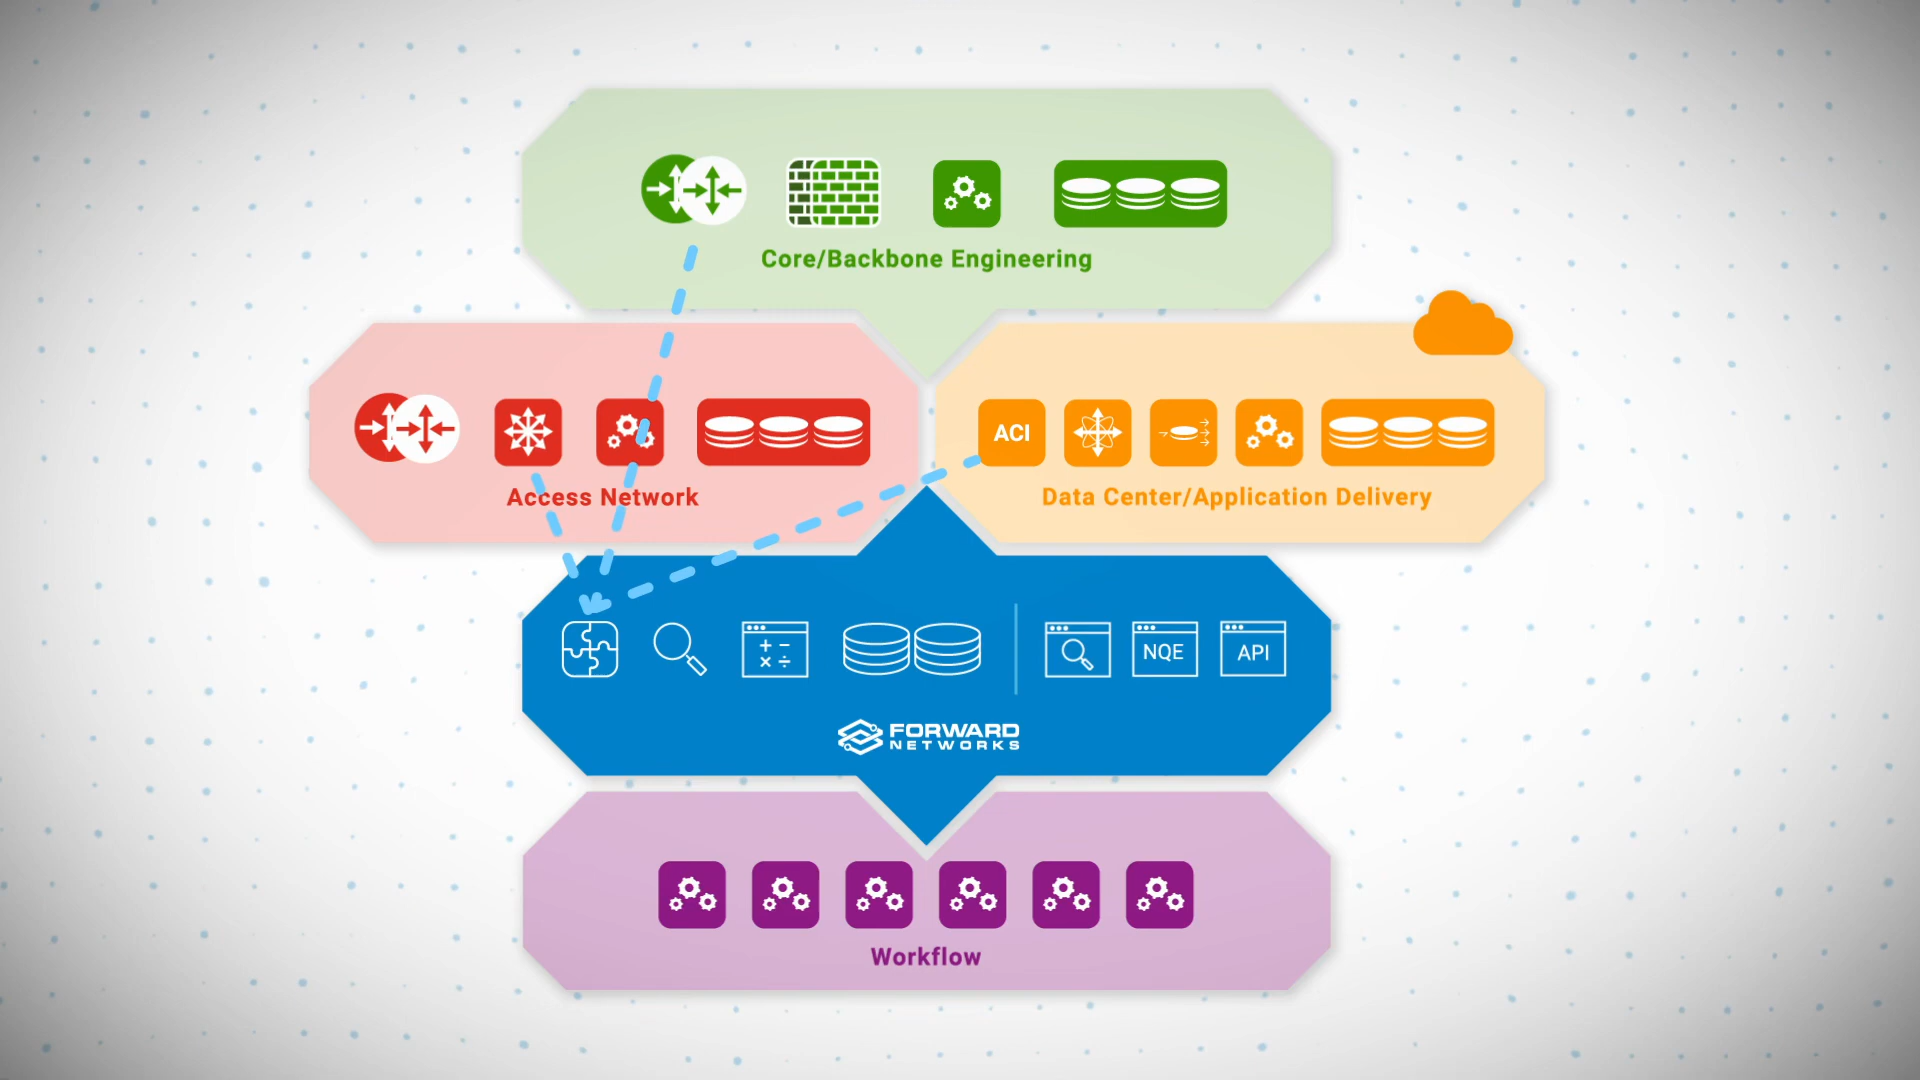 Core/Backbone Engineering
ACI
Access Network
Data Center/Application Delivery
NQE
API
FORWARD
NETWORKS
Workflow